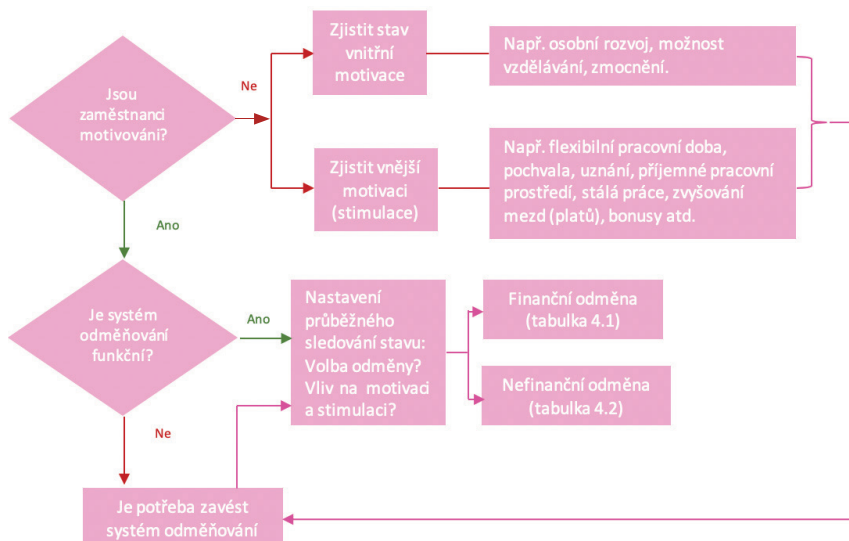 Jsou
zaměstnanci
motivováni?
Ne
Zjistit stav
vnitřní
motivace
Např. osobní rozvoj, možnost
vzdělávání, zmocnění.
Zjistit vnější
motivaci
(stimulace)
Např. flexibilní pracovní doba,
pochvala, uznání, příjemné pracovní
prostředí, stálá práce, zvyšování
mezd (platů), bonusy atd.
Ano
Je systém
odměňování
funkční?
Ano
Nastavení
průběžného
sledování stavu:
Volba odměny?
Vliv na motivaci
a stimulaci?
Finanční odměna
(tabulka 4.1)
Nefinanční odměna
(tabulka 4.2)
Ne
Je potřeba zavést
systém odměňování